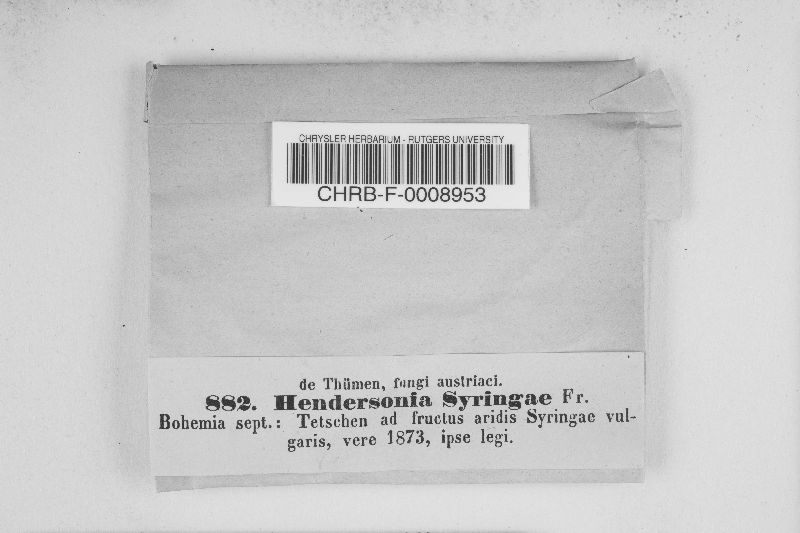 CHRYSLER HERBARIUM - RUTGERS UNIVERSITY
CHRB-F-0008953
de Thümen, fungi austriaci.
882. Hendersonia Syringae Fr.
Bohemia sept.: Tetschen ad fructus aridis Syringae vul-
garis, vere 1873, ipse legi.